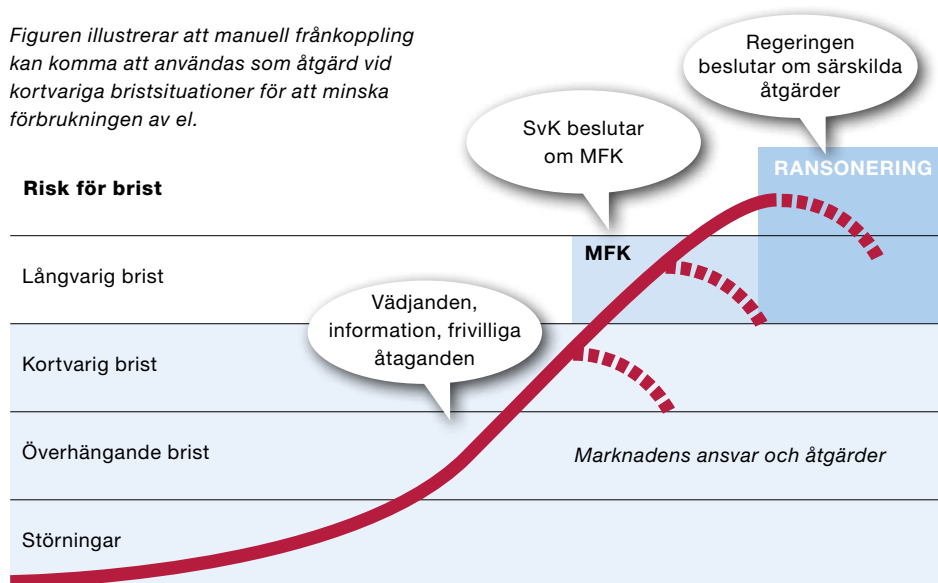 Figuren illustrerar att manuell frånkoppling
kan komma att användas som åtgärd vid
kortvariga bristsituationer för att minska
förbrukningen av el.
Regeringen
beslutar om särskilda
åtgärder
SvK beslutar
om MFK
RANSONERING
Risk för brist
MFK
Långvarig brist
Vädjanden,
information, frivilliga
åtaganden
Kortvarig brist
Överhängande brist
Marknadens ansvar och åtgärder
Störningar